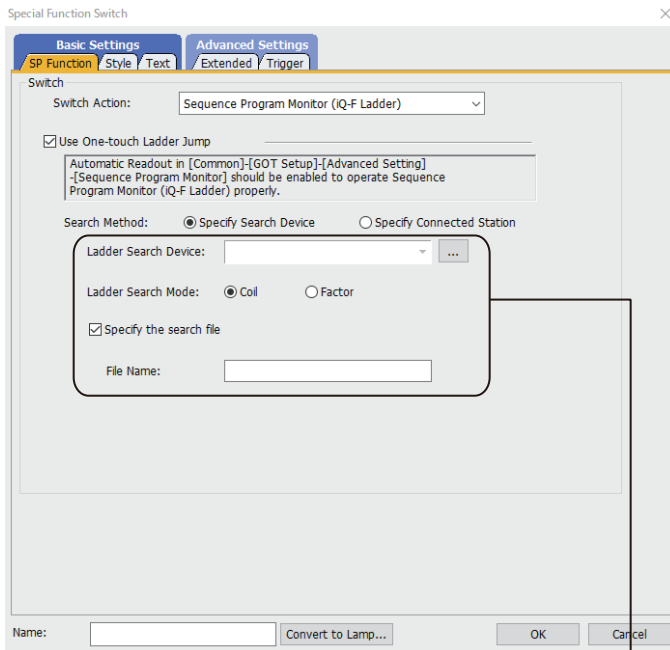 Special Function Switch
Basic Settings
Advanced Settings
SP Function
Style
Text
Extended
Trigger
Switch
Switch Action:
Sequence Program Monitor (iQ-F Ladder)
Use One-touch Ladder Jump
Automatic Readout in [Common]-[GOT Setup]-[Advanced Setting]
-[Sequence Program Monitor] should be enabled to operate Sequence
Program Monitor (iQ-F Ladder) properly.
Search Method:
Specify Search Device
Specify Connected Station
Ladder Search Device:
...
Ladder Search Mode:
Coil
Factor
Specify the search file
File Name:
Name:
Convert to Lamp...
OK
Cancel